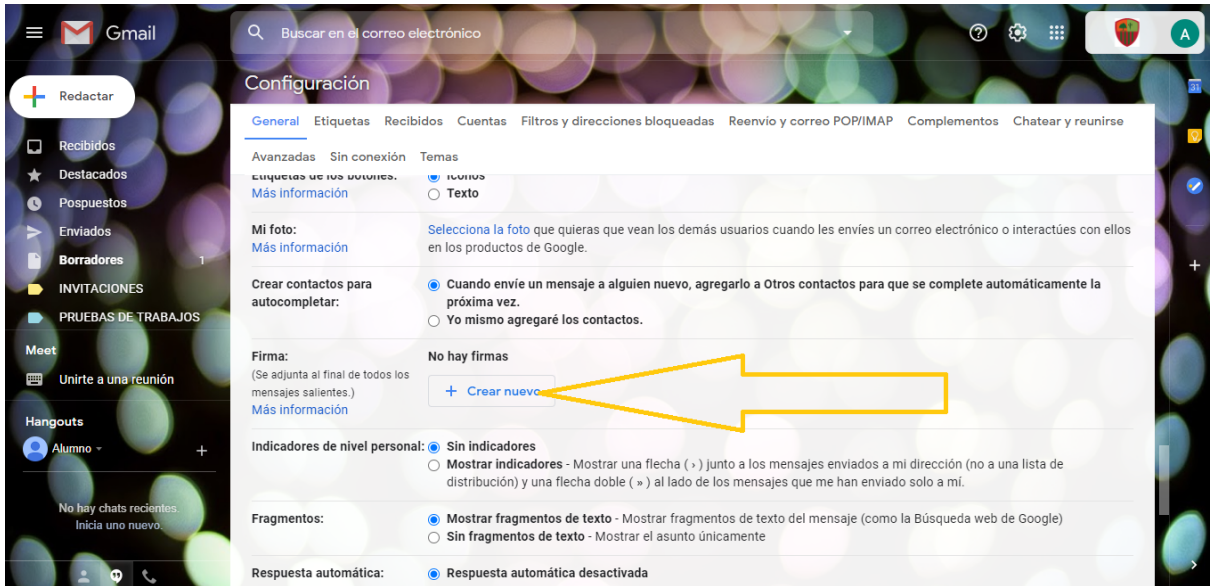 Gmail
Buscar en el correo electrónico
A
Redactar
Recibidos
Destacados
Pospuestos
Enviados
Borradores 1
INVITACIONES
PRUEBAS DE TRABAJOS
Meet
Unirte a una reunión
Hangouts
Alumno
No hay chats recientes.
Inicia uno nuevo.
Configuración
General Etiquetas Recibidos Cuentas Filtros y direcciones bloqueadas Reenvío y correo POP/IMAP Complementos Chatear y reunirse
Avanzadas Sin conexión Temas
Etiquetas de los botones: Iconos
Más información Texto
Mi foto: Selecciona la foto que quieras que vean los demás usuarios cuando les envíes un correo electrónico o interactúes con ellos
Más información en los productos de Google.
Crear contactos para Cuando envíe un mensaje a alguien nuevo, agregarlo a Otros contactos para que se complete automáticamente la
autocompletar: próxima vez.
Yo mismo agregaré los contactos.
Firma: No hay firmas
(Se adjunta al final de todos los
mensajes salientes.) + Crear nuevo
Más información
Indicadores de nivel personal: Sin indicadores
Mostrar indicadores - Mostrar una flecha ( › ) junto a los mensajes enviados a mi dirección (no a una lista de
distribución) y una flecha doble ( » ) al lado de los mensajes que me han enviado solo a mí.
Fragmentos: Mostrar fragmentos de texto - Mostrar fragmentos de texto del mensaje (como la Búsqueda web de Google)
Sin fragmentos de texto - Mostrar el asunto únicamente
Respuesta automática: Respuesta automática desactivada
31